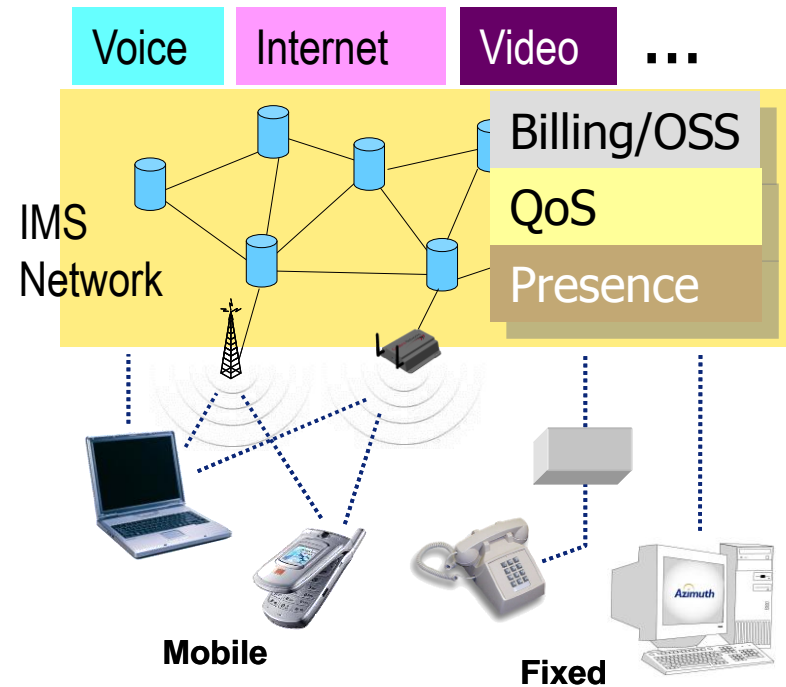 Voice Internet Video ...
Billing/OSS
QoS
IMS
Network
Presence
Azimuth
Mobile
Fixed